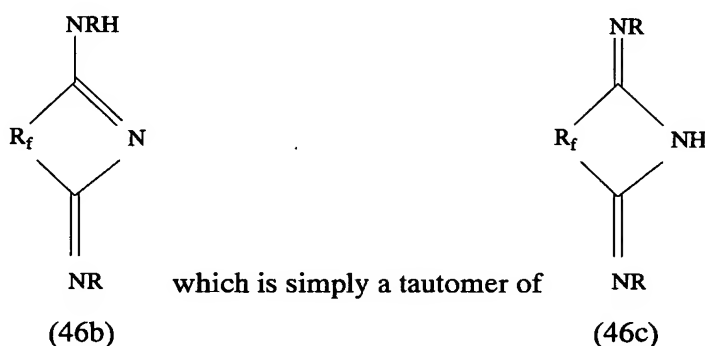 NRH
NR
R_f N
R_f NH
NR which is simply a tautomer of NR
(46b) (46c)